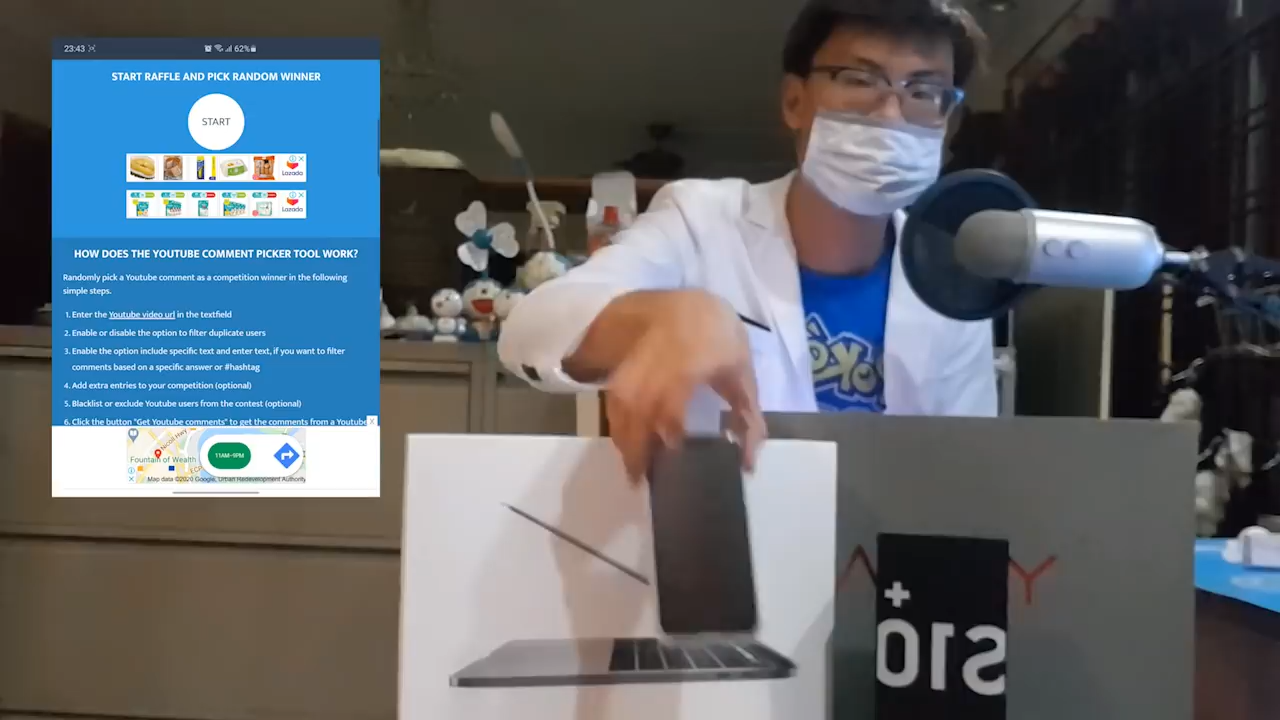 23:43
62%
START RAFFLE AND PICK RANDOM WINNER
START
Lazada
Lazada
HOW DOES THE YOUTUBE COMMENT PICKER TOOL WORK?
Randomly pick a Youtube comment as a competition winner in the following
simple steps.
1. Enter the Youtube video url in the textfield
2. Enable or disable the option to filter duplicate users
3. Enable the option include specific text and enter text, if you want to filter
comments based on a specific answer or #hashtag
4. Add extra entries to your competition (optional)
5. Blacklist or exclude Youtube users from the contest (optional)
6. Click the button "Get Youtube comments" to get the comments from a Youtube
Nicoll Hwy
Fountain of Wealth
11AM–9PM
Map data ©2020 Google, Urban Redevelopment Authority
S10+